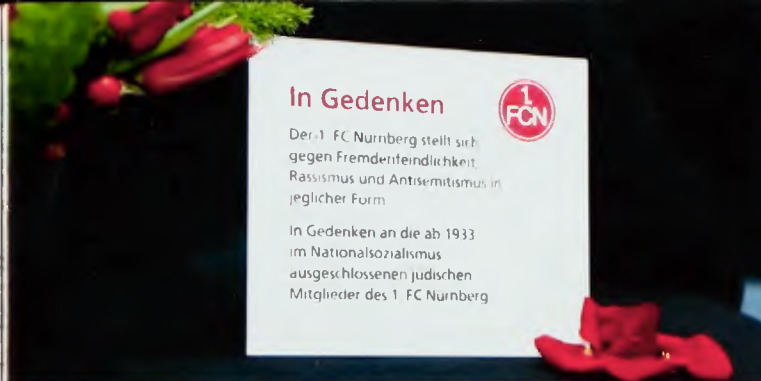 In Gedenken
1.
FCN
Der 1. FC Nürnberg stellt sich
gegen Fremdenfeindlichkeit,
Rassismus und Antisemitismus in
jeglicher Form
In Gedenken an die ab 1933
im Nationalsozialismus
ausgeschlossenen jüdischen
Mitglieder des 1. FC Nürnberg